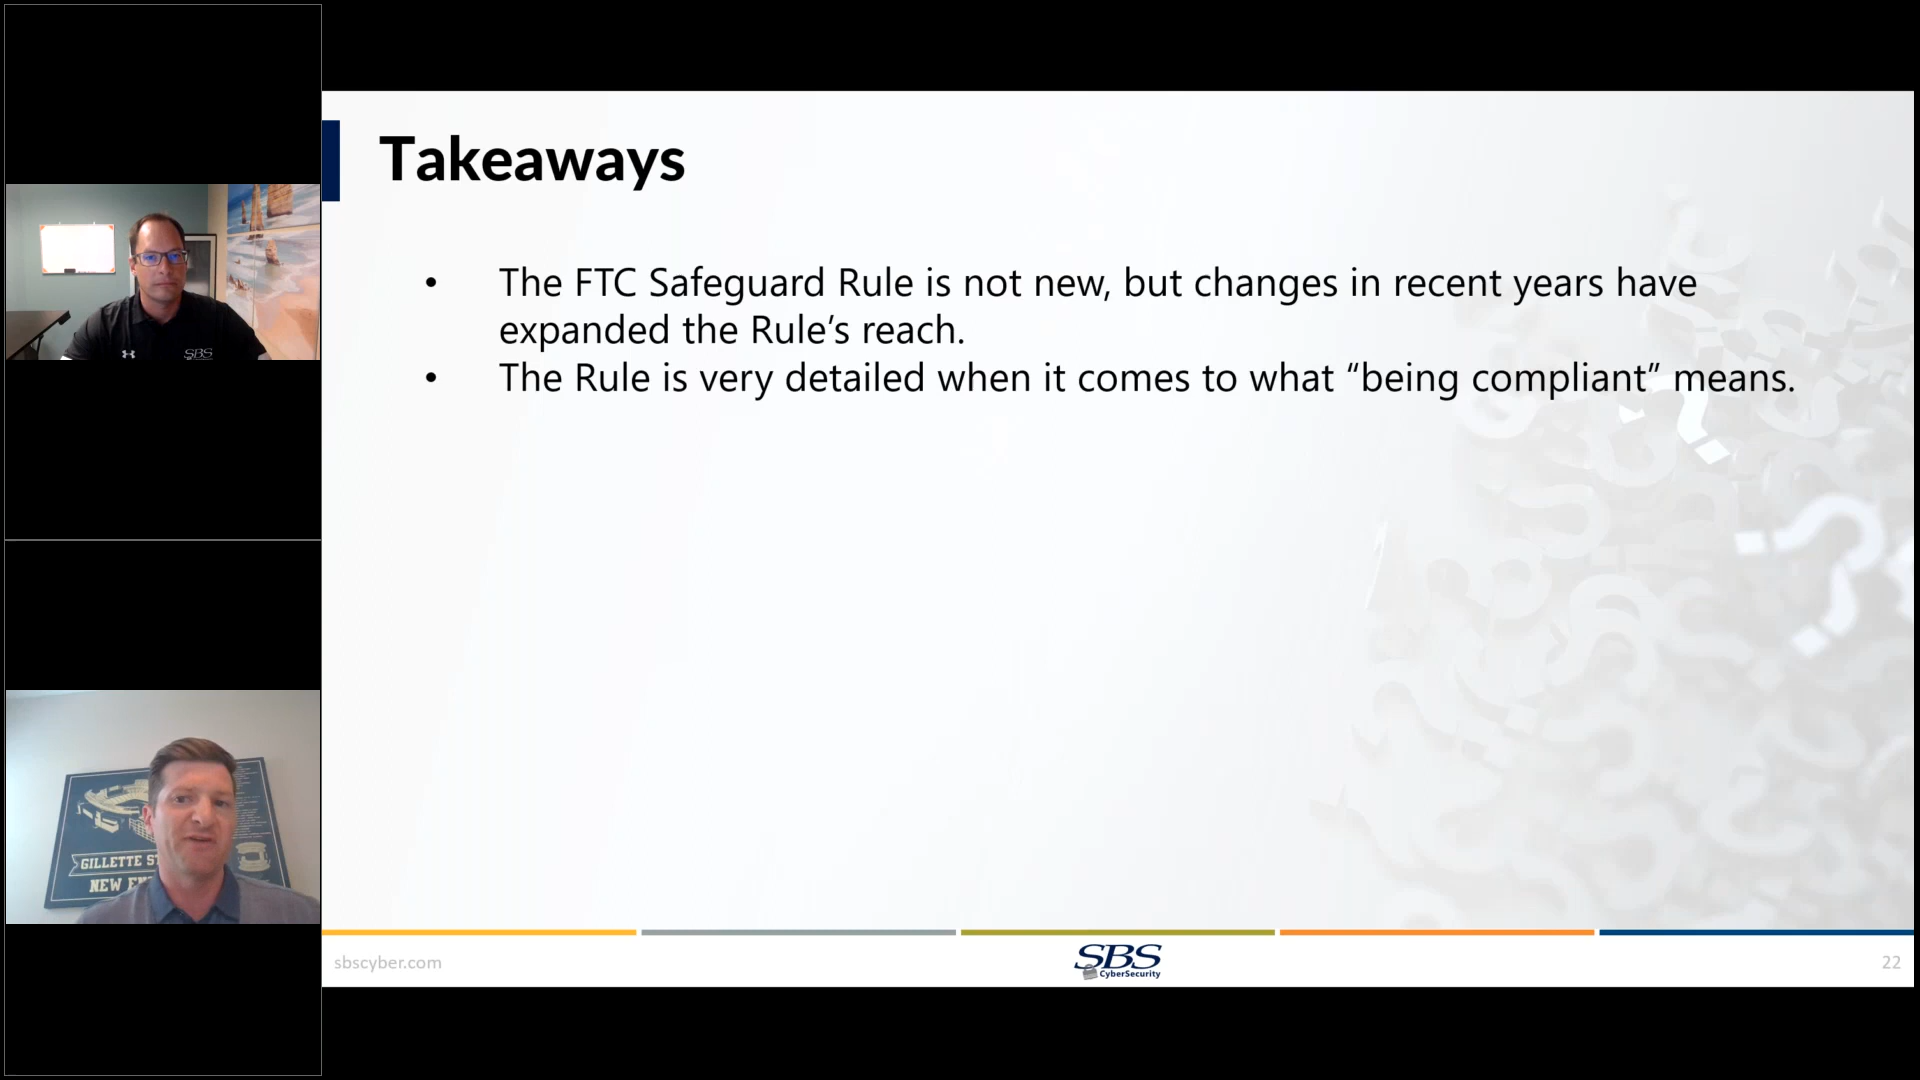 Takeaways
• The FTC Safeguard Rule is not new, but changes in recent years have
expanded the Rule’s reach.
• The Rule is very detailed when it comes to what “being compliant” means.
SBS
GILLETTE
NEW
sbscyber.com
SBS
CyberSecurity
22